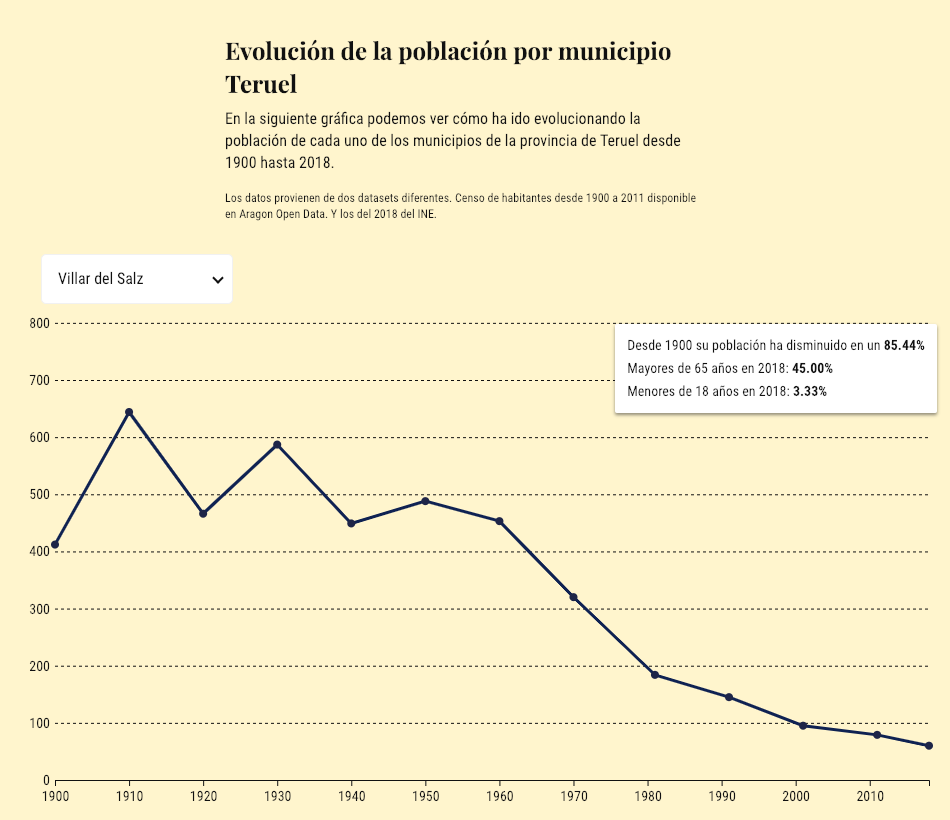 Evolución de la población por municipio
Teruel
En la siguiente gráfica podemos ver cómo ha ido evolucionando la
población de cada uno de los municipios de la provincia de Teruel desde
1900 hasta 2018.
Los datos provienen de dos datasets diferentes. Censo de habitantes desde 1900 a 2011 disponible
en Aragon Open Data. Y los del 2018 del INE.
Villar del Salz
Desde 1900 su población ha disminuido en un 85.44%
Mayores de 65 años en 2018: 45.00%
Menores de 18 años en 2018: 3.33%
800
700
600
500
400
300
200
100
0
1900 1910 1920 1930 1940 1950 1960 1970 1980 1990 2000 2010